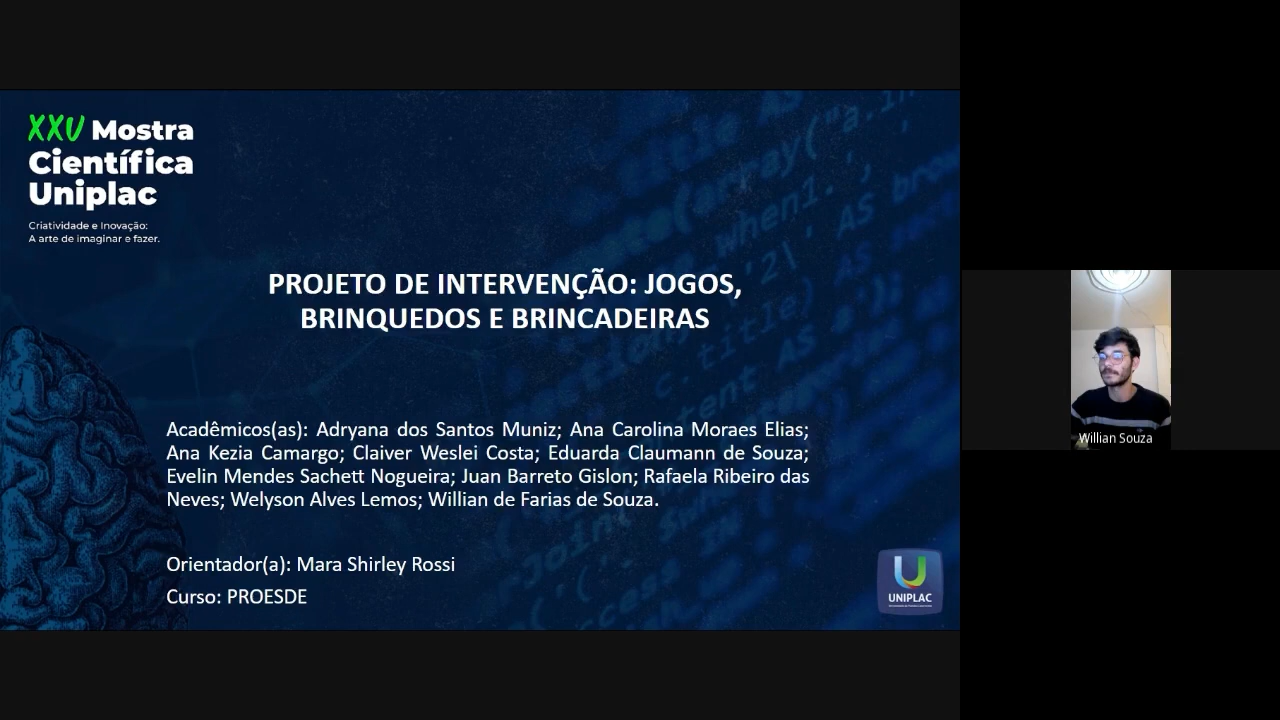 XXV Mostra
Científica
Uniplac
Criatividade e Inovação:
A arte de imaginar e fazer.
PROJETO DE INTERVENÇÃO: JOGOS,
BRINQUEDOS E BRINCADEIRAS
Acadêmicos(as): Adryana dos Santos Muniz; Ana Carolina Moraes Elias;
Ana Kezia Camargo; Claiver Weslei Costa; Eduarda Claumann de Souza;
Evelin Mendes Sachett Nogueira; Juan Barreto Gislon; Rafaela Ribeiro das
Neves; Welyson Alves Lemos; Willian de Farias de Souza.
Orientador(a): Mara Shirley Rossi
Curso: PROESDE
UNIPLAC
Willian Souza